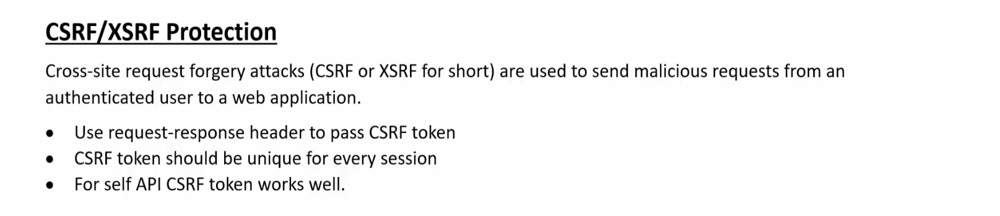 CSRF/XSRF Protection
Cross-site request forgery attacks (CSRF or XSRF for short) are used to send malicious requests from an
authenticated user to a web application.
• Use request-response header to pass CSRF token
• CSRF token should be unique for every session
• For self API CSRF token works well.